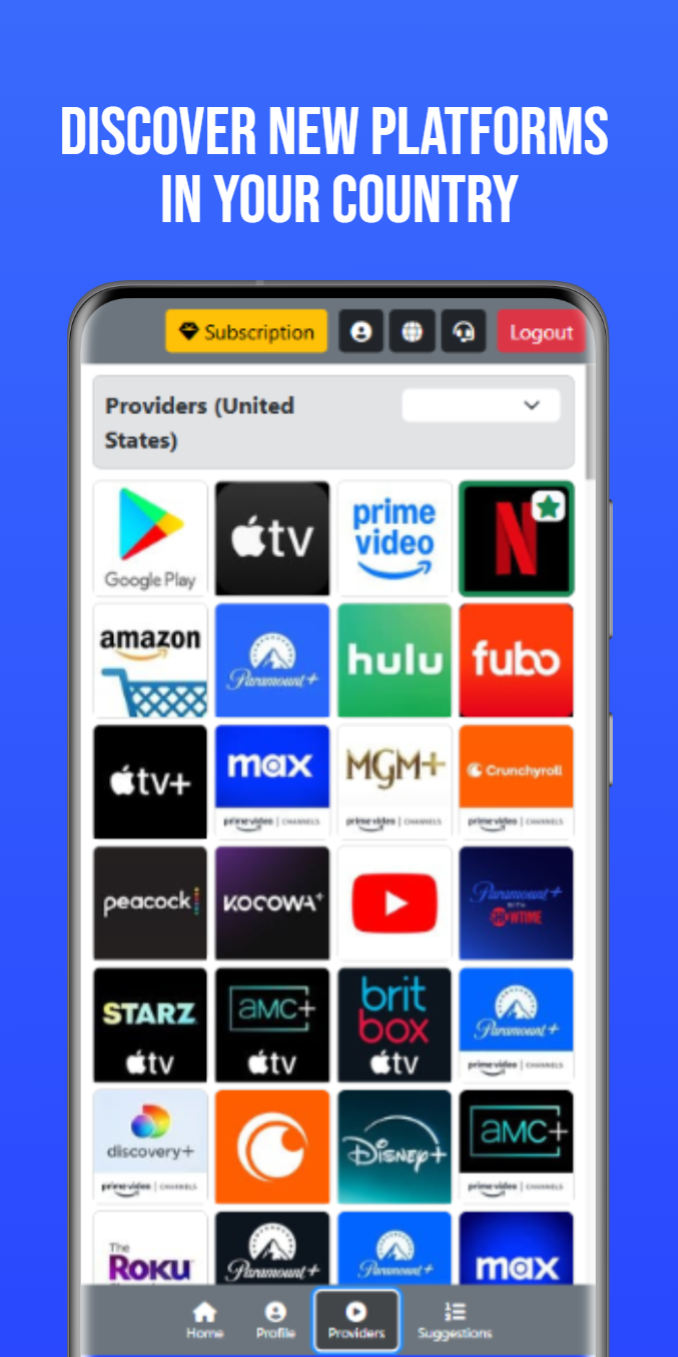 DISCOVER NEW PLATFORMS
IN YOUR COUNTRY
Subscription
Logout
Providers (United
States)
Google Play
tv
prime
video
N
amazon
Paramount+
hulu
fubo
tv+
max
prime video | CHANNELS
MGM+
prime video | CHANNELS
Crunchyroll
prime video | CHANNELS
peacock
KOCOWA+
Paramount+
WITH
SHOWTIME
STARZ
tv
aMC+
tv
brit
box
tv
Paramount+
prime video | CHANNELS
discovery+
prime video | CHANNELS
Disney+
aMC+
prime video | CHANNELS
The
Roku
Paramount+
Paramount+
max
Home
Profile
Providers
Suggestions